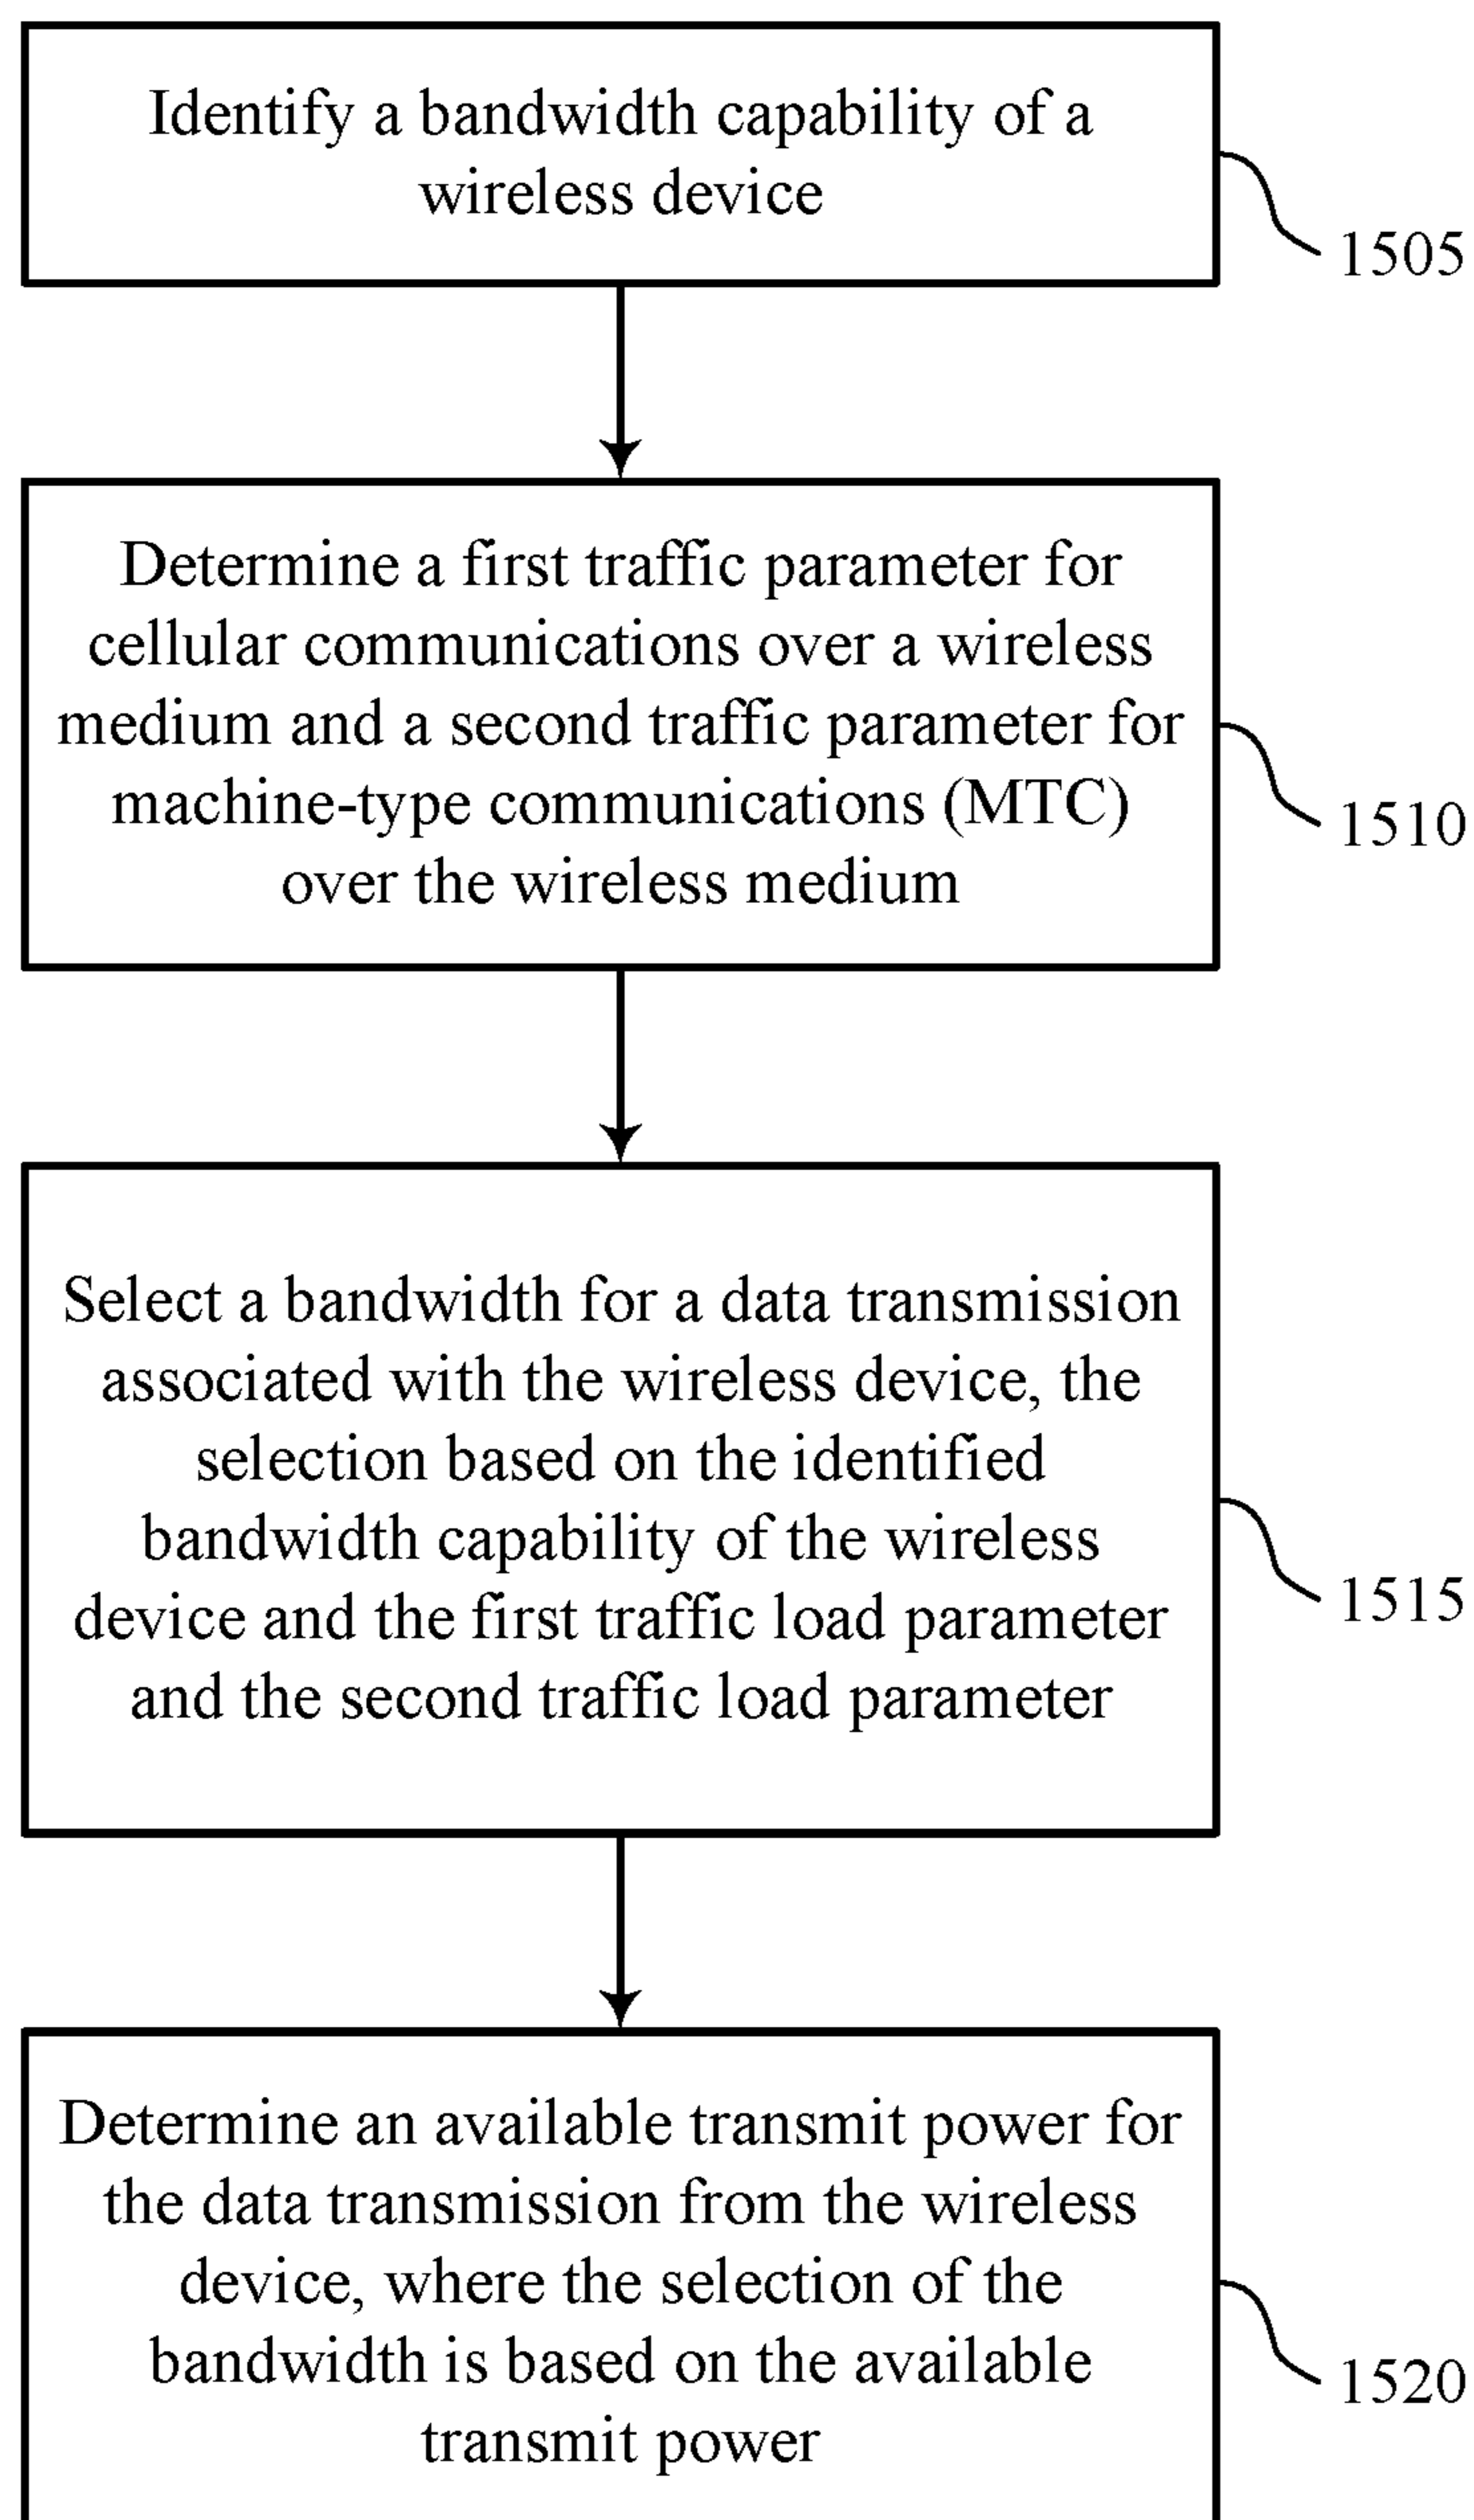 Identify a bandwidth capability of a
wireless device
1505
Determine a first traffic parameter for
cellular communications over a wireless
medium and a second traffic parameter for
machine-type communications (MTC)
over the wireless medium
1510
Select a bandwidth for a data transmission
associated with the wireless device, the
selection based on the identified
bandwidth capability of the wireless
device and the first traffic load parameter
and the second traffic load parameter
1515
Determine an available transmit power for
the data transmission from the wireless
device, where the selection of the
bandwidth is based on the available
transmit power
1520